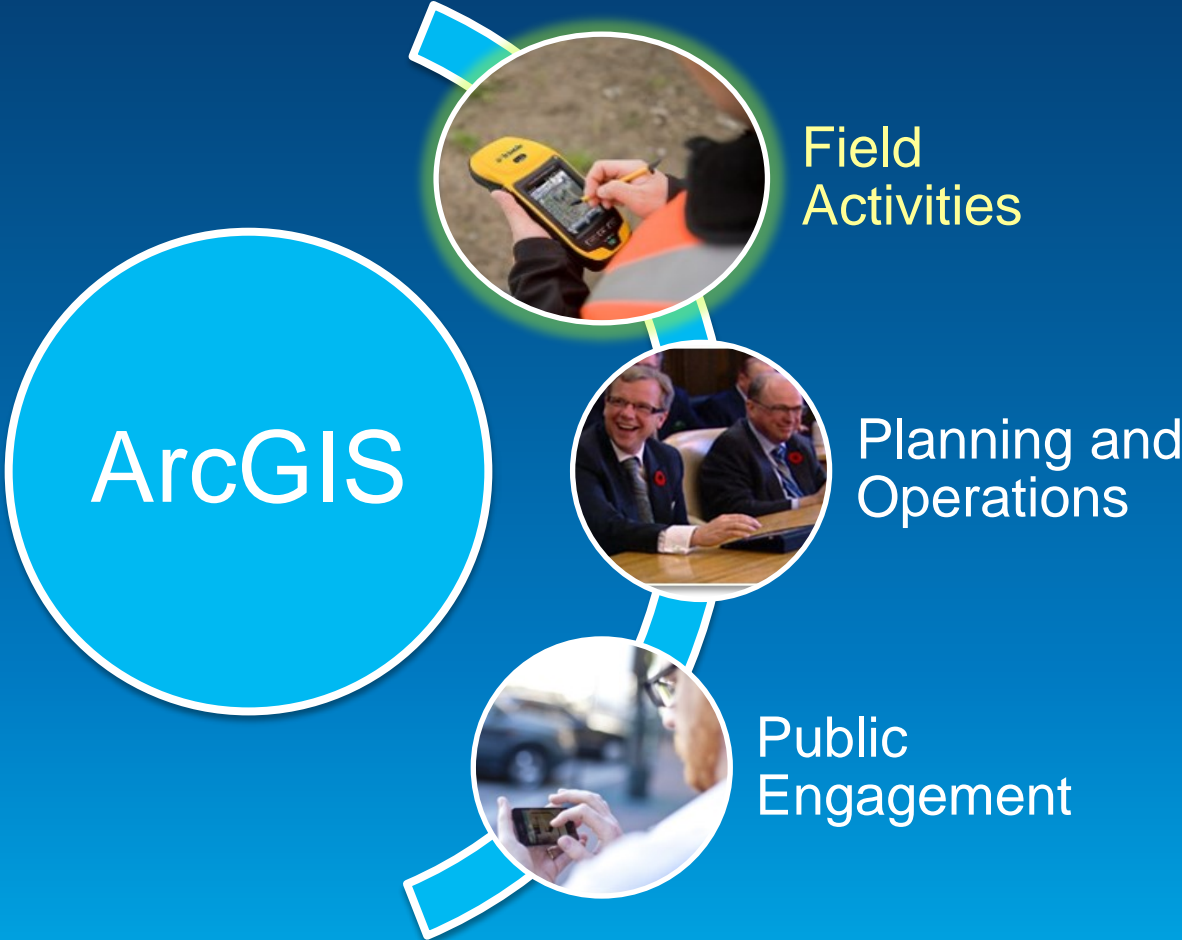 Field
Activities
ArcGIS
Planning and
Operations
Public
Engagement